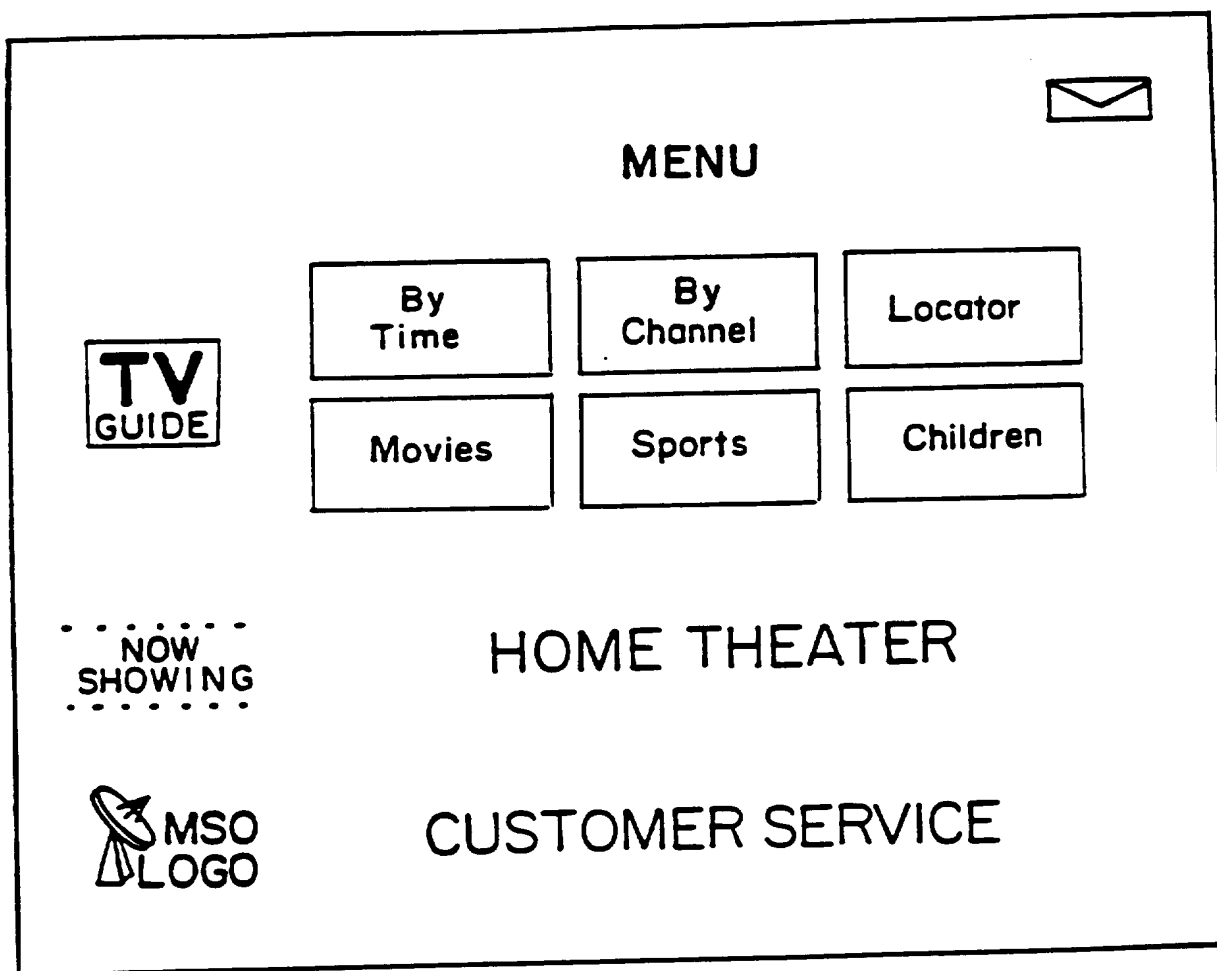 MENU
By
Time
By
Channel
Locator
TV
GUIDE
Movies
Sports
Children
NOW
SHOWING
HOME THEATER
MSO
LOGO
CUSTOMER SERVICE